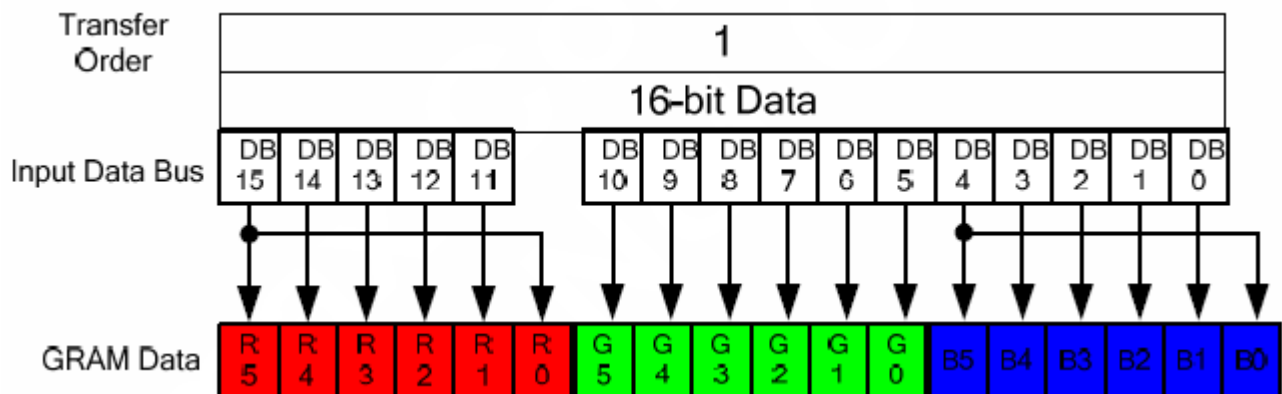 Transfer Order
1
16-bit Data
Input Data Bus
DB 15 DB 14 DB 13 DB 12 DB 11 DB 10 DB 9 DB 8 DB 7 DB 6 DB 5 DB 4 DB 3 DB 2 DB 1 DB 0
GRAM Data
R 5 R 4 R 3 R 2 R 1 R 0 G 5 G 4 G 3 G 2 G 1 G 0 B5 B4 B3 B2 B1 B0